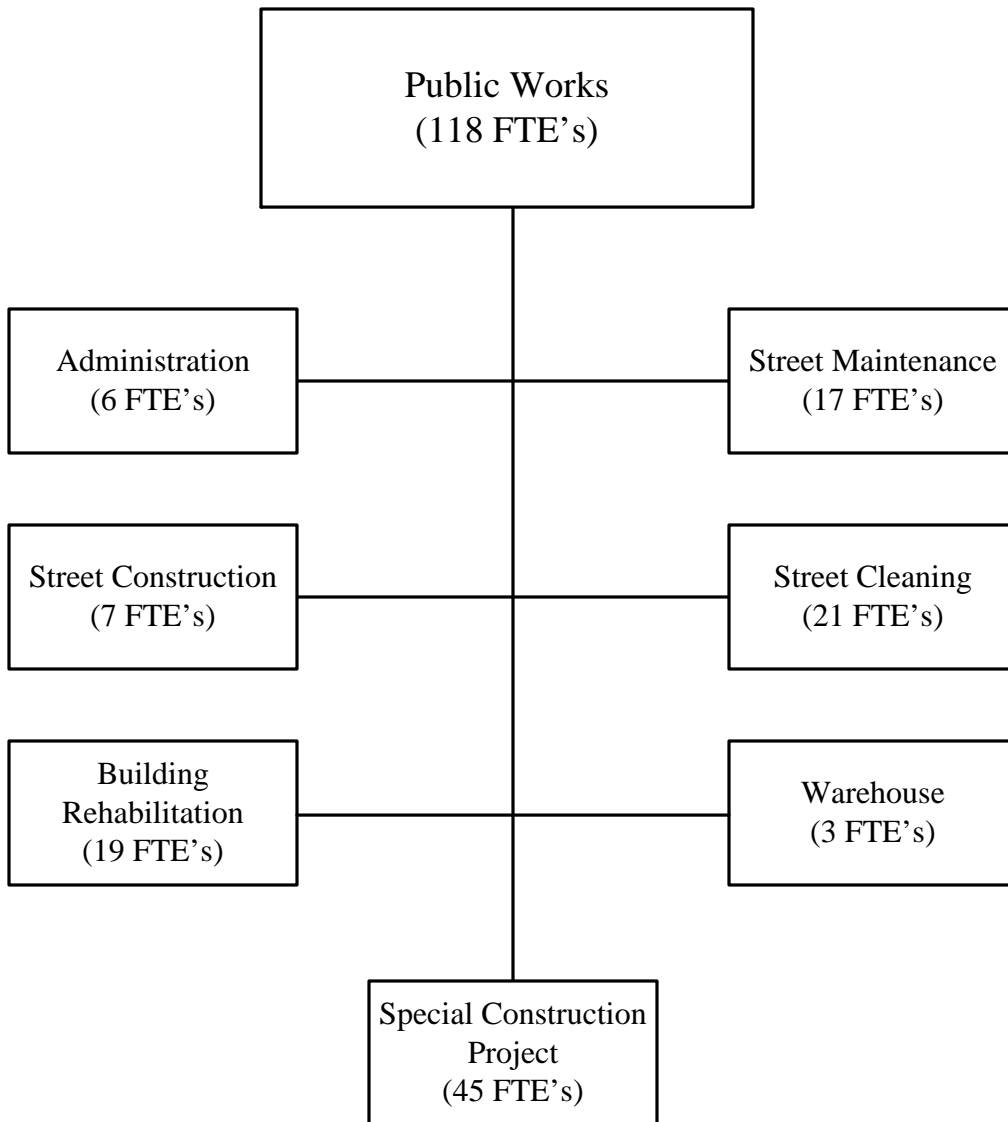 Public Works
(118 FTE’s)
Administration
(6 FTE’s)
Street Maintenance
(17 FTE’s)
Street Construction
(7 FTE’s)
Street Cleaning
(21 FTE’s)
Building
Rehabilitation
(19 FTE’s)
Warehouse
(3 FTE’s)
Special Construction
Project
(45 FTE’s)